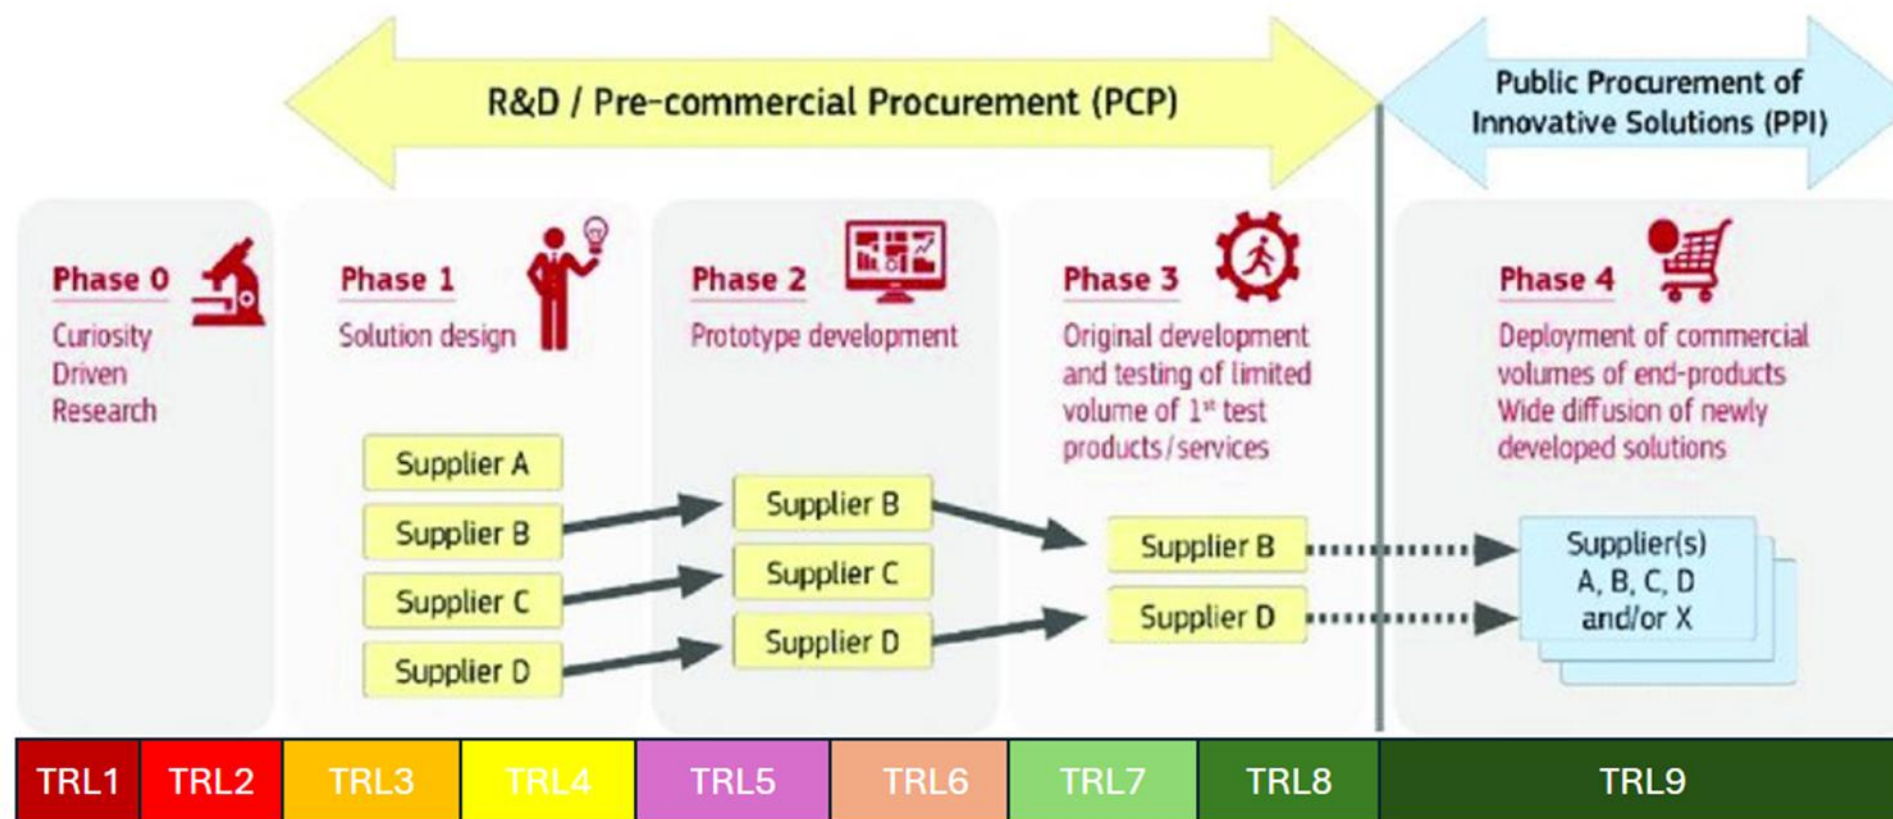 R&D / Pre-commercial Procurement (PCP)
Public Procurement of
Innovative Solutions (PPI)
Phase 0
Curiosity
Driven
Research
Phase 1
Solution design
Phase 2
Prototype development
Phase 3
Original development
and testing of limited
volume of 1st test
products/services
Phase 4
Deployment of commercial
volumes of end-products
Wide diffusion of newly
developed solutions
Supplier A
Supplier B
Supplier C
Supplier D
Supplier B
Supplier C
Supplier D
Supplier B
Supplier D
Supplier(s)
A, B, C, D
and/or X
TRL1
TRL2
TRL3
TRL4
TRL5
TRL6
TRL7
TRL8
TRL9